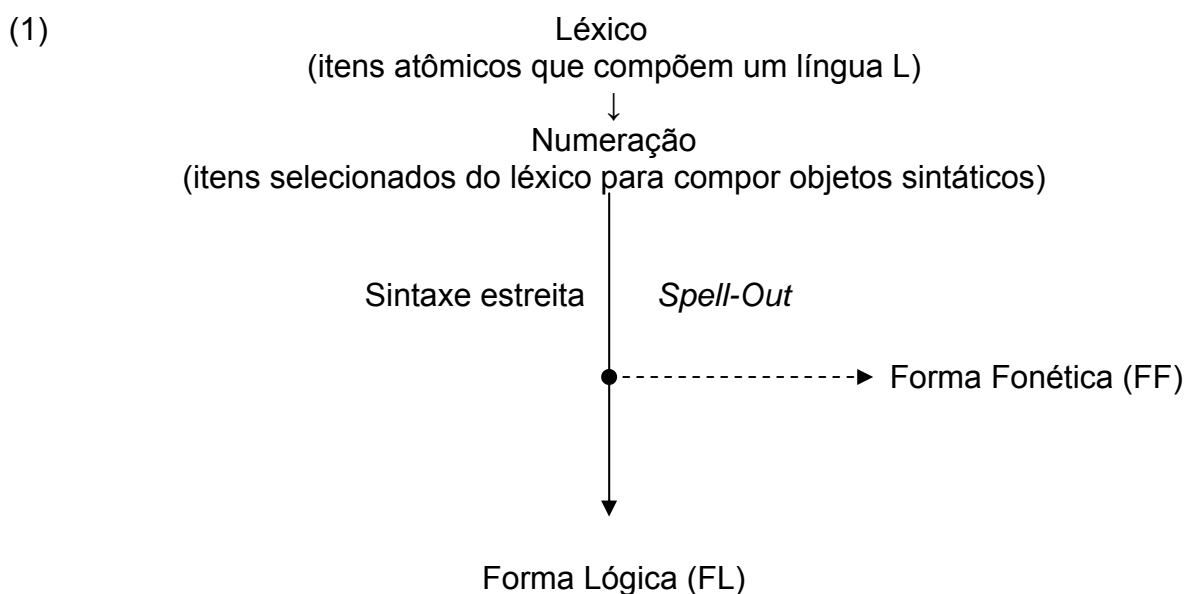 (1) Léxico
(itens atômicos que compõem um língua L)
↓
Numeração
(itens selecionados do léxico para compor objetos sintáticos)
Sintaxe estreita Spell-Out
Forma Fonética (FF)
Forma Lógica (FL)